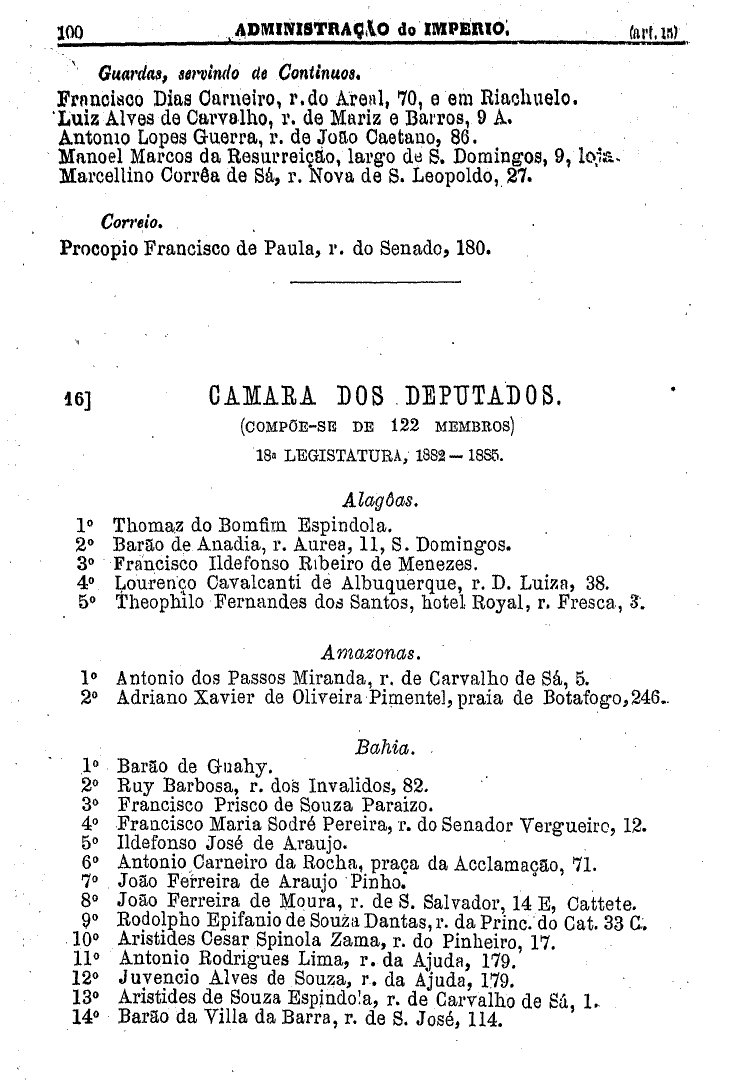 100 ADMINISTRAÇÃO do IMPERIO. (art. 15)
Guardas, servindo de Continuos.
Francisco Dias Carneiro, r. do Areal, 70, e em Riachuelo.
Luiz Alves de Carvalho, r. de Mariz e Barros, 9 A.
Antonio Lopes Guerra, r. de João Caetano, 86.
Manoel Marcos da Resurreição, largo de S. Domingos, 9, loja.
Marcellino Corrêa de Sá, r. Nova de S. Leopoldo, 27.
Correio.
Procopio Francisco de Paula, r. do Senado, 180.
16] CAMARA DOS DEPUTADOS.
(COMPÕE-SE DE 122 MEMBROS)
18ª LEGISTATURA, 1882 — 1885.
Alagôas.
1º Thomaz do Bomfim Espindola.
2º Barão de Anadia, r. Aurea, 11, S. Domingos.
3º Francisco Ildefonso Ribeiro de Menezes.
4º Lourenço Cavalcanti de Albuquerque, r. D. Luiza, 38.
5º Theophilo Fernandes dos Santos, hotel Royal, r. Fresca, 3.
Amazonas.
1º Antonio dos Passos Miranda, r. de Carvalho de Sá, 5.
2º Adriano Xavier de Oliveira Pimentel, praia de Botafogo, 246.
Bahia.
1º Barão de Guahy.
2º Ruy Barbosa, r. dos Invalidos, 82.
3º Francisco Prisco de Souza Paraizo.
4º Francisco Maria Sodré Pereira, r. do Senador Vergueiro, 12.
5º Ildefonso José de Araujo.
6º Antonio Carneiro da Rocha, praça da Acclamação, 71.
7º João Ferreira de Araujo Pinho.
8º João Ferreira de Moura, r. de S. Salvador, 14 E, Cattete.
9º Rodolpho Epifanio de Souza Dantas, r. da Princ. do Cat. 33 C.
10º Aristides Cesar Spinola Zama, r. do Pinheiro, 17.
11º Antonio Rodrigues Lima, r. da Ajuda, 179.
12º Juvencio Alves de Souza, r. da Ajuda, 179.
13º Aristides de Souza Espindola, r. de Carvalho de Sá, 1.
14º Barão da Villa da Barra, r. de S. José, 114.